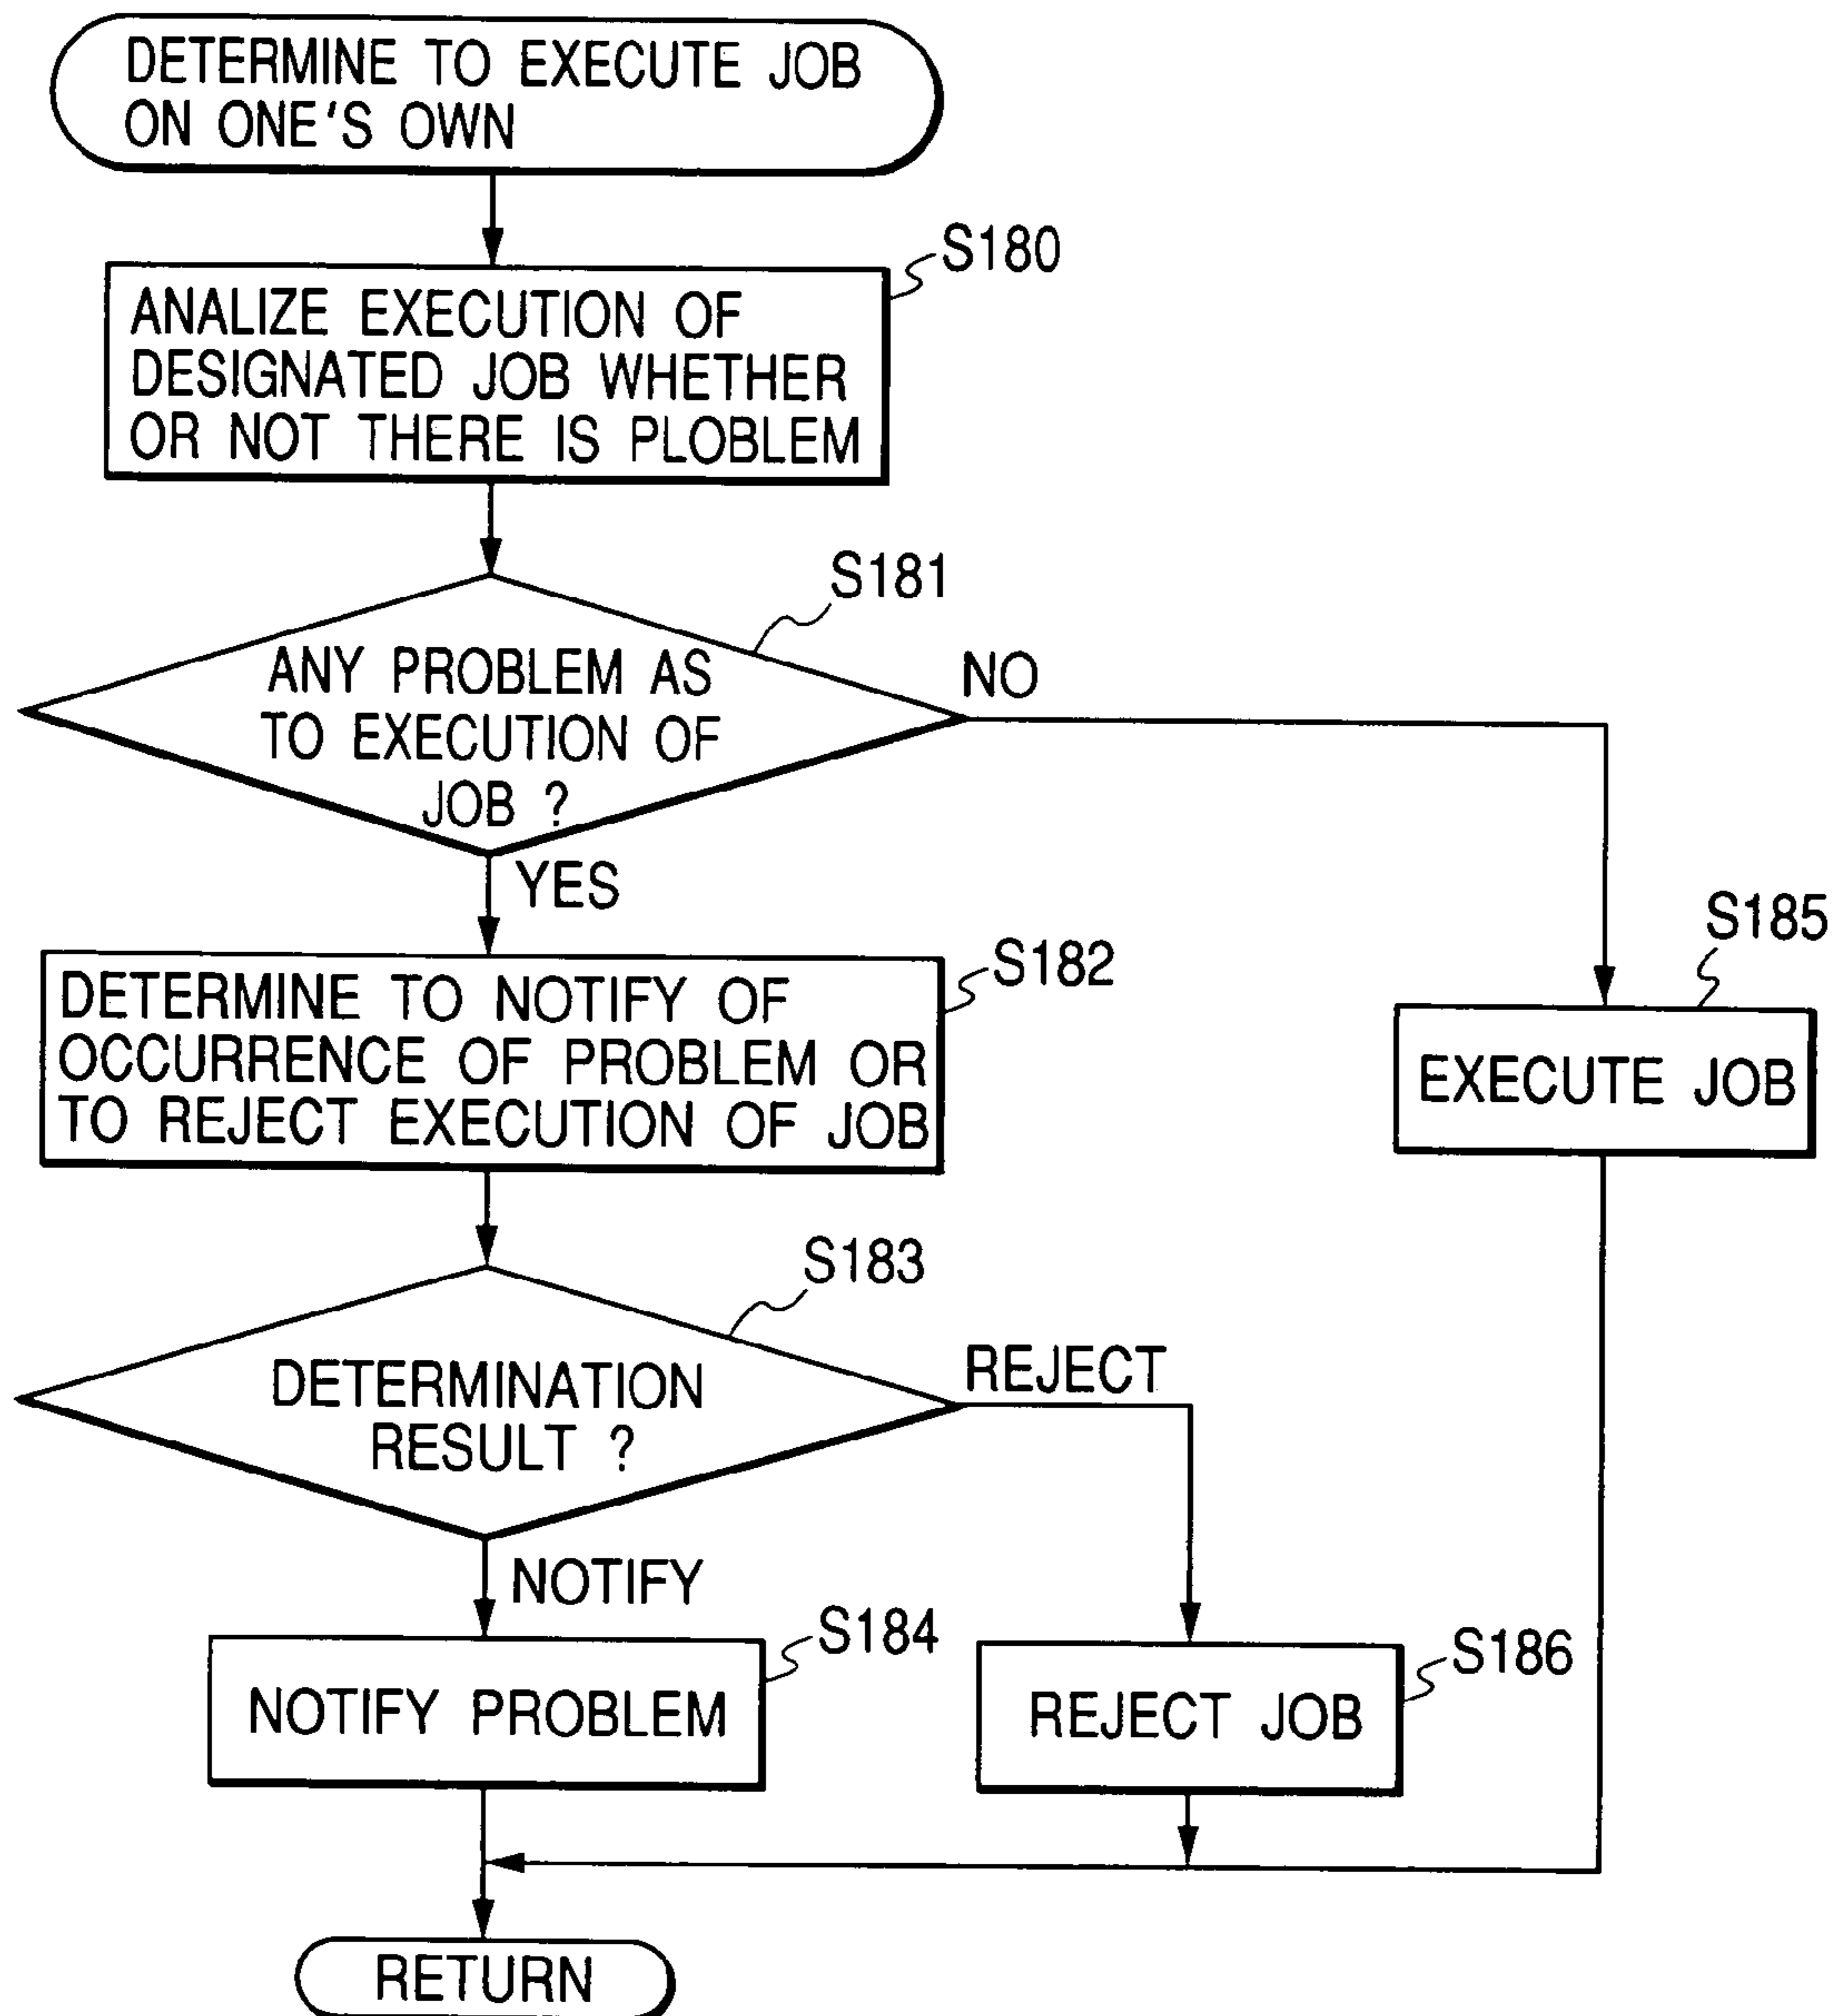 DETERMINE TO EXECUTE JOB
ON ONE'S OWN
S180
ANALIZE EXECUTION OF
DESIGNATED JOB WHETHER
OR NOT THERE IS PLOBLEM
S181
ANY PROBLEM AS
TO EXECUTION OF
JOB ?
NO
YES
S182
DETERMINE TO NOTIFY OF
OCCURRENCE OF PROBLEM OR
TO REJECT EXECUTION OF JOB
S185
EXECUTE JOB
S183
DETERMINATION
RESULT ?
REJECT
NOTIFY
S184
NOTIFY PROBLEM
S186
REJECT JOB
RETURN